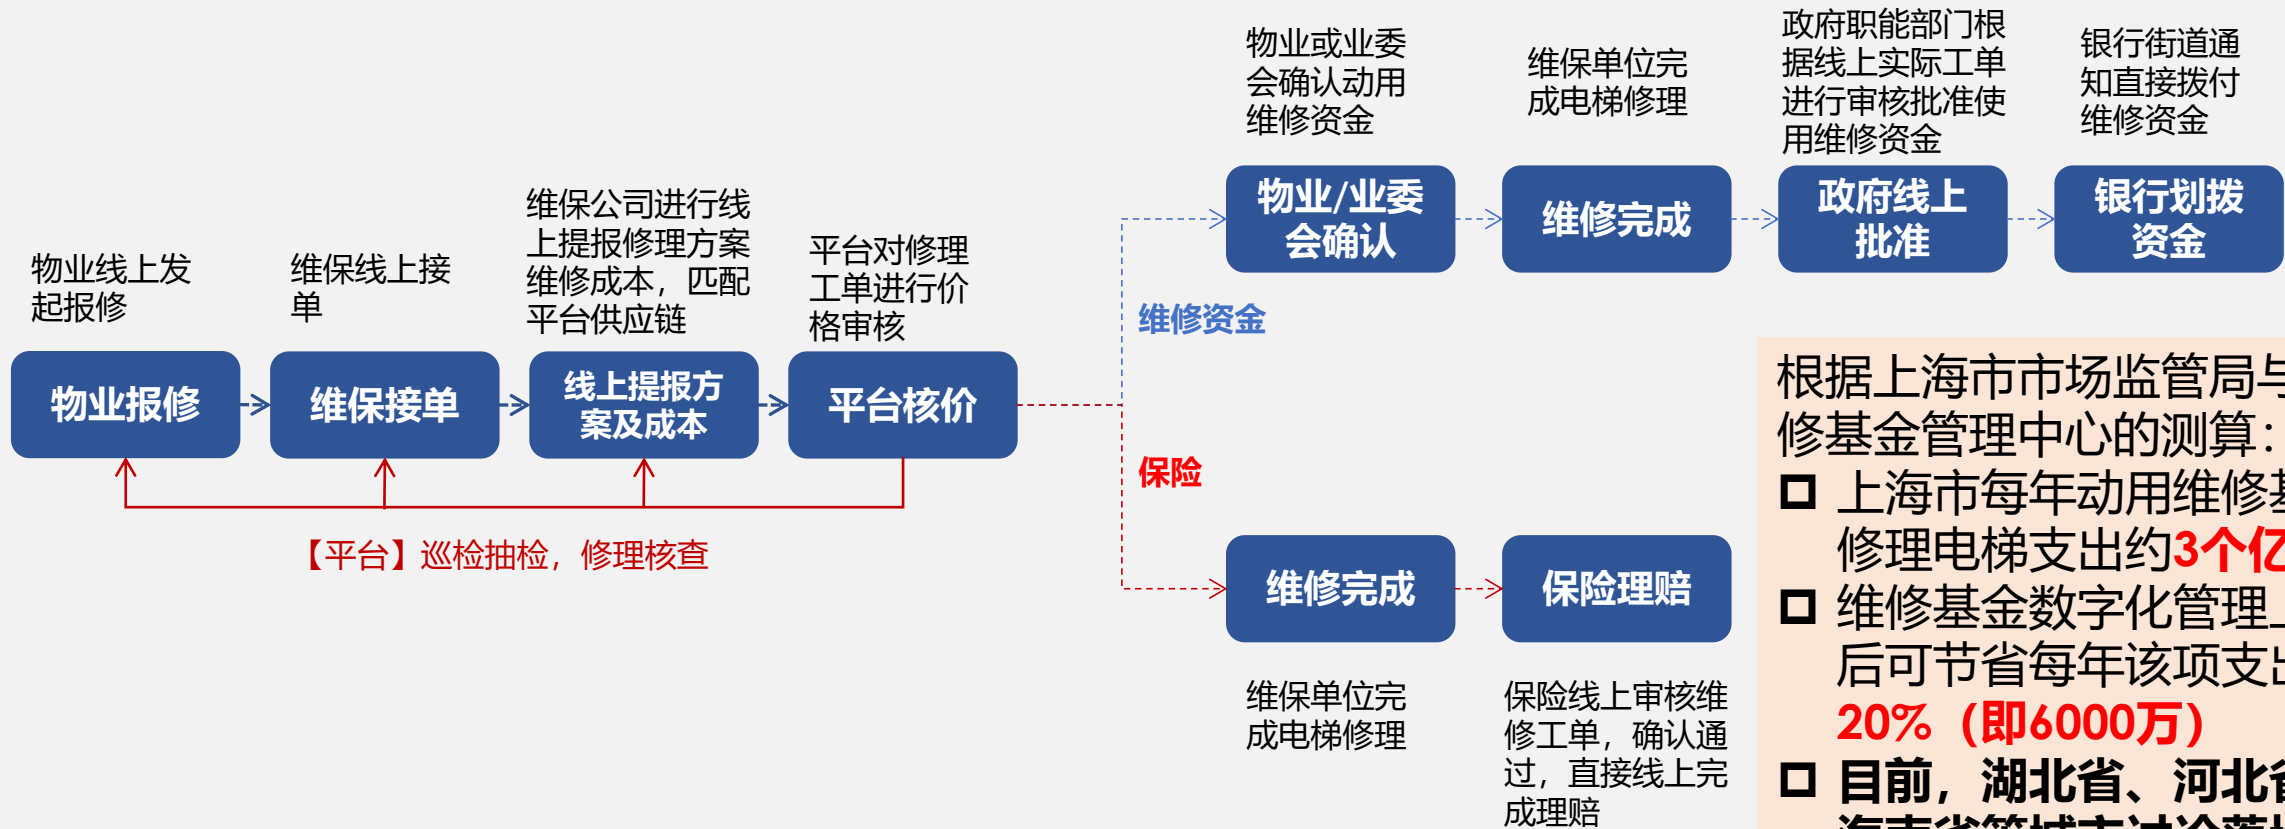 物业线上发
起报修
物业报修
维保线上接
单
维保接单
维保公司进行线
上提报修理方案
维修成本，匹配
平台供应链
线上提报方
案及成本
平台对修理
工单进行价
格审核
平台核价
【平台】巡检抽检，修理核查
维修资金
保险
物业或业委
会确认动用
维修资金
物业/业委
会确认
维保单位完
成电梯修理
维修完成
政府职能部门根
据线上实际工单
进行审核批准使
用维修资金
政府线上
批准
银行街道通
知直接拨付
维修资金
银行划拨
资金
维修完成
维保单位完
成电梯修理
保险理赔
保险线上审核维
修工单，确认通
过，直接线上完
成理赔
根据上海市市场监管局与
修基金管理中心的测算：
上海市每年动用维修基
修理电梯支出约3个亿
维修基金数字化管理上
后可节省每年该项支出
20%（即6000万）
目前，湖北省、河北省
海南省等城市讨论落地